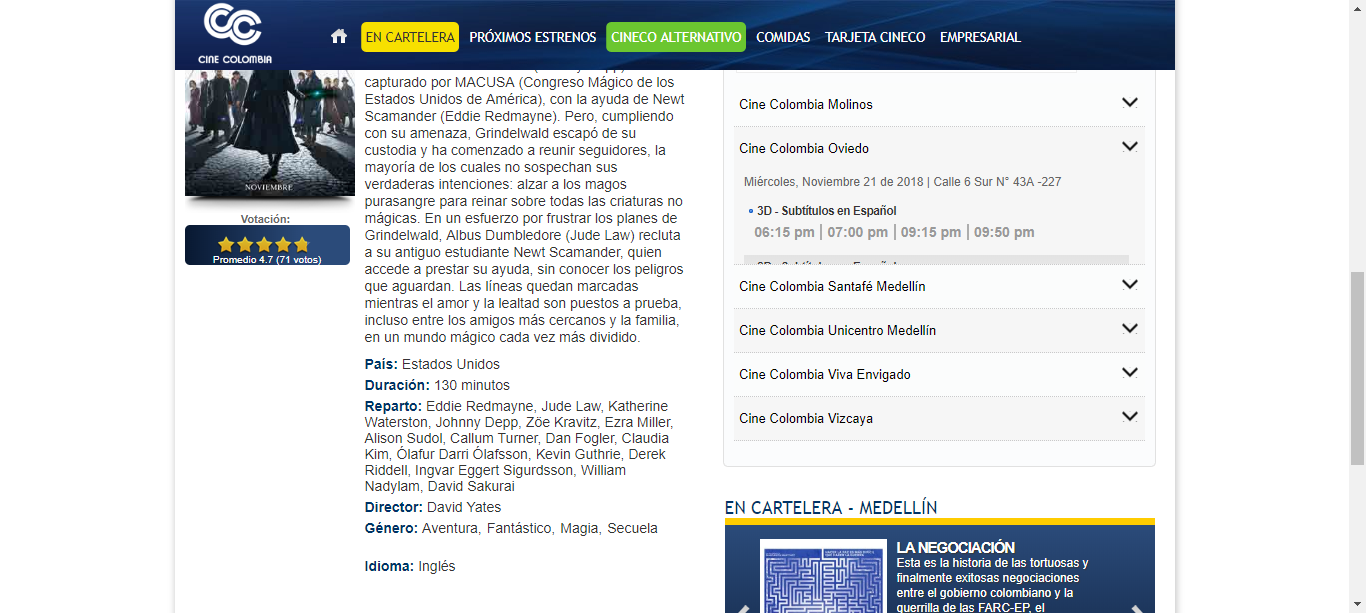 CINE COLOMBIA
EN CARTELERA
PRÓXIMOS ESTRENOS
CINECO ALTERNATIVO
COMIDAS
TARJETA CINECO
EMPRESARIAL
NOVIEMBRE
Votación:
Promedio 4.7 (71 votos)
capturado por MACUSA (Congreso Mágico de los
Estados Unidos de América), con la ayuda de Newt
Scamander (Eddie Redmayne). Pero, cumpliendo
con su amenaza, Grindelwald escapó de su
custodia y ha comenzado a reunir seguidores, la
mayoría de los cuales no sospechan sus
verdaderas intenciones: alzar a los magos
purasangre para reinar sobre todas las criaturas no
mágicas. En un esfuerzo por frustrar los planes de
Grindelwald, Albus Dumbledore (Jude Law) recluta
a su antiguo estudiante Newt Scamander, quien
accede a prestar su ayuda, sin conocer los peligros
que aguardan. Las líneas quedan marcadas
mientras el amor y la lealtad son puestos a prueba,
incluso entre los amigos más cercanos y la familia,
en un mundo mágico cada vez más dividido.
País: Estados Unidos
Duración: 130 minutos
Reparto: Eddie Redmayne, Jude Law, Katherine
Waterston, Johnny Depp, Zöe Kravitz, Ezra Miller,
Alison Sudol, Callum Turner, Dan Fogler, Claudia
Kim, Ólafur Darri Ólafsson, Kevin Guthrie, Derek
Riddell, Ingvar Eggert Sigurdsson, William
Nadylam, David Sakurai
Director: David Yates
Género: Aventura, Fantástico, Magia, Secuela
Idioma: Inglés
Cine Colombia Molinos
Cine Colombia Oviedo
Miércoles, Noviembre 21 de 2018 | Calle 6 Sur N° 43A -227
3D - Subtítulos en Español
06:15 pm | 07:00 pm | 09:15 pm | 09:50 pm
Cine Colombia Santafé Medellín
Cine Colombia Unicentro Medellín
Cine Colombia Viva Envigado
Cine Colombia Vizcaya
EN CARTELERA - MEDELLÍN
LA NEGOCIACIÓN
Esta es la historia de las tortuosas y
finalmente exitosas negociaciones
entre el gobierno colombiano y la
guerrilla de las FARC-EP, el